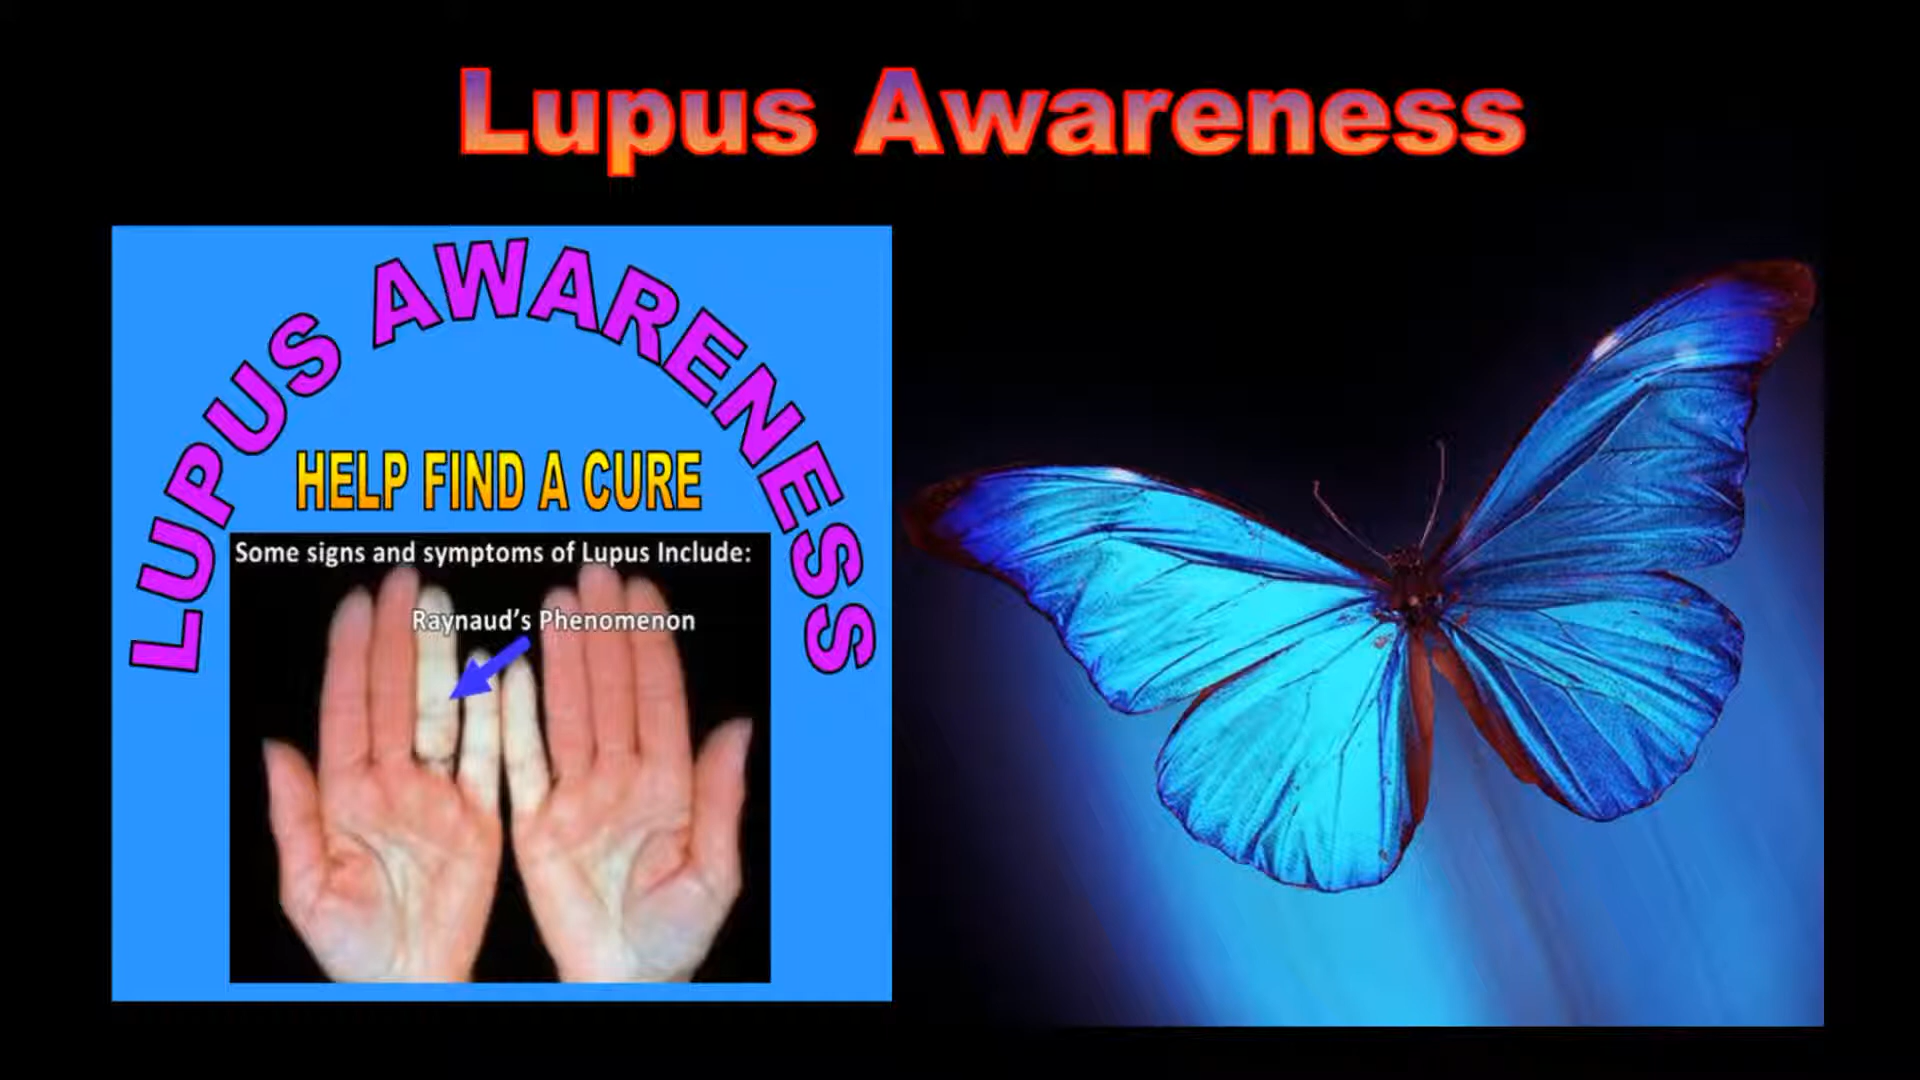 Lupus Awareness
LUPUS AWARENESS
HELP FIND A CURE
Some signs and symptoms of Lupus Include:
Raynaud's Phenomenon